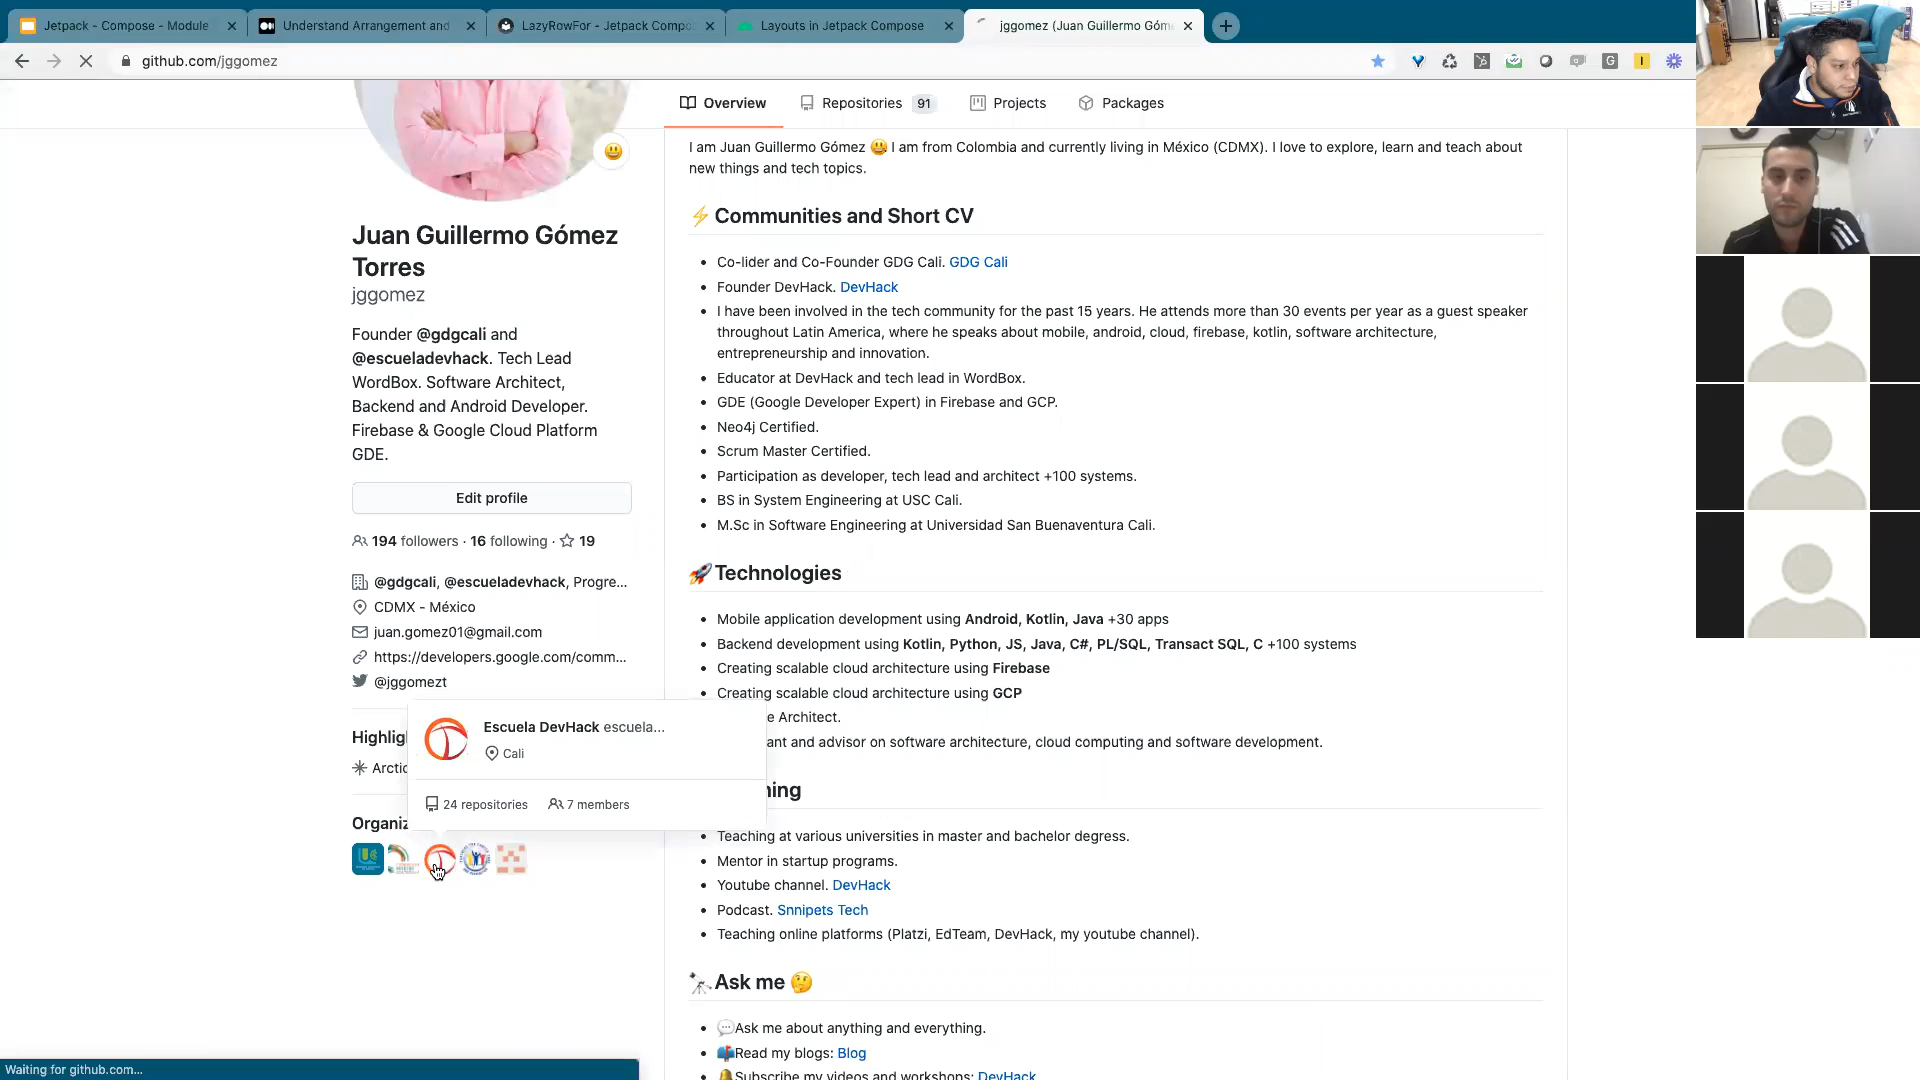 Jetpack - Compose - Module
Understand Arrangement and
LazyRowFor - Jetpack Compo
Layouts in Jetpack Compose
jggomez (Juan Guillermo Góm
github.com/jggomez
Overview
Repositories 91
Projects
Packages
Juan Guillermo Gómez
Torres
jggomez
Founder @gdgcali and
@escueladevhack. Tech Lead
WordBox. Software Architect,
Backend and Android Developer.
Firebase & Google Cloud Platform
GDE.
Edit profile
194 followers · 16 following · 19
@gdgcali, @escueladevhack, Progre...
CDMX - México
juan.gomez01@gmail.com
https://developers.google.com/comm...
@jggomezt
Highlig
Arctic
Organiz
Escuela DevHack escuela...
Cali
24 repositories 7 members
I am Juan Guillermo Gómez 😃 I am from Colombia and currently living in México (CDMX). I love to explore, learn and teach about
new things and tech topics.
⚡ Communities and Short CV
• Co-lider and Co-Founder GDG Cali. GDG Cali
• Founder DevHack. DevHack
• I have been involved in the tech community for the past 15 years. He attends more than 30 events per year as a guest speaker
throughout Latin America, where he speaks about mobile, android, cloud, firebase, kotlin, software architecture,
entrepreneurship and innovation.
• Educator at DevHack and tech lead in WordBox.
• GDE (Google Developer Expert) in Firebase and GCP.
• Neo4j Certified.
• Scrum Master Certified.
• Participation as developer, tech lead and architect +100 systems.
• BS in System Engineering at USC Cali.
• M.Sc in Software Engineering at Universidad San Buenaventura Cali.
🚀 Technologies
• Mobile application development using Android, Kotlin, Java +30 apps
• Backend development using Kotlin, Python, JS, Java, C#, PL/SQL, Transact SQL, C +100 systems
• Creating scalable cloud architecture using Firebase
• Creating scalable cloud architecture using GCP
e Architect.
ant and advisor on software architecture, cloud computing and software development.
ning
• Teaching at various universities in master and bachelor degress.
• Mentor in startup programs.
• Youtube channel. DevHack
• Podcast. Snnipets Tech
• Teaching online platforms (Platzi, EdTeam, DevHack, my youtube channel).
🔭 Ask me 🤔
• 💬Ask me about anything and everything.
• 📫Read my blogs: Blog
• 🔔Subscribe my videos and workshops: DevHack
Waiting for github.com...